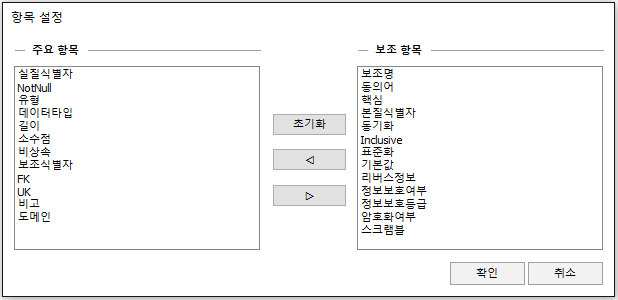 항목 설정
주요 항목
실질식별자
NotNull
유형
데이터타입
길이
소수점
비상속
보조식별자
FK
UK
비고
도메인
초기화
보조 항목
보조명
동의어
핵심
본질식별자
동기화
Inclusive
표준화
기본값
리버스정보
정보보호여부
정보보호등급
암호화여부
스크램블
확인
취소